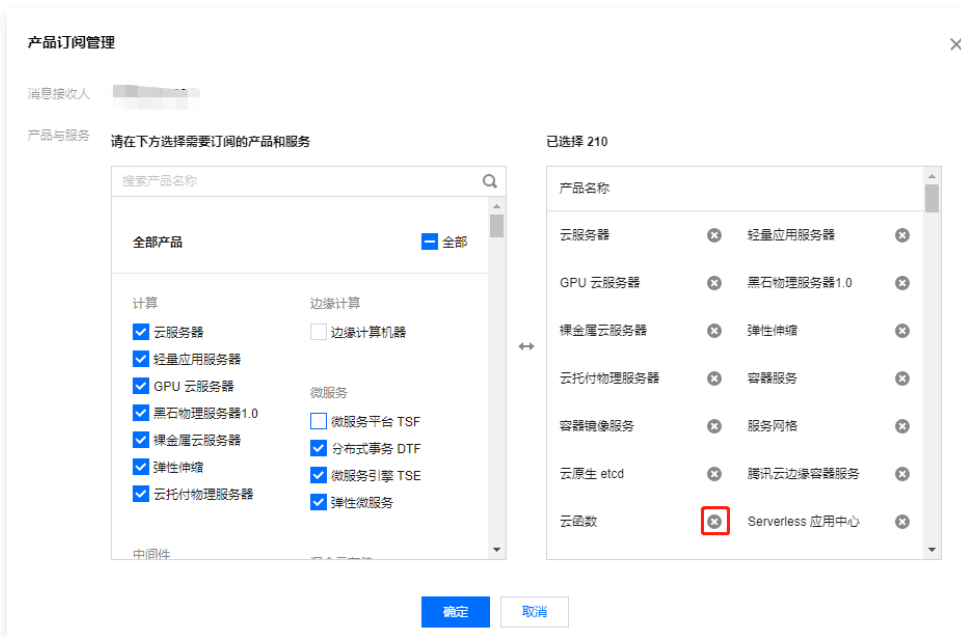 产品订阅管理
消息接收人
产品与服务
请在下方选择需要订阅的产品和服务
搜索产品名称
全部产品
全部
计算
云服务器
轻量应用服务器
GPU 云服务器
黑石物理服务器1.0
裸金属云服务器
弹性伸缩
云托付物理服务器
中间件
边缘计算
边缘计算机器
微服务
微服务平台 TSF
分布式事务 DTF
微服务引擎 TSE
弹性微服务
已选择 210
产品名称
云服务器 轻量应用服务器
GPU 云服务器 黑石物理服务器1.0
裸金属云服务器 弹性伸缩
云托付物理服务器 容器服务
容器镜像服务 服务网格
云原生 etcd 腾讯云边缘容器服务
云函数 Serverless 应用中心
确定 取消